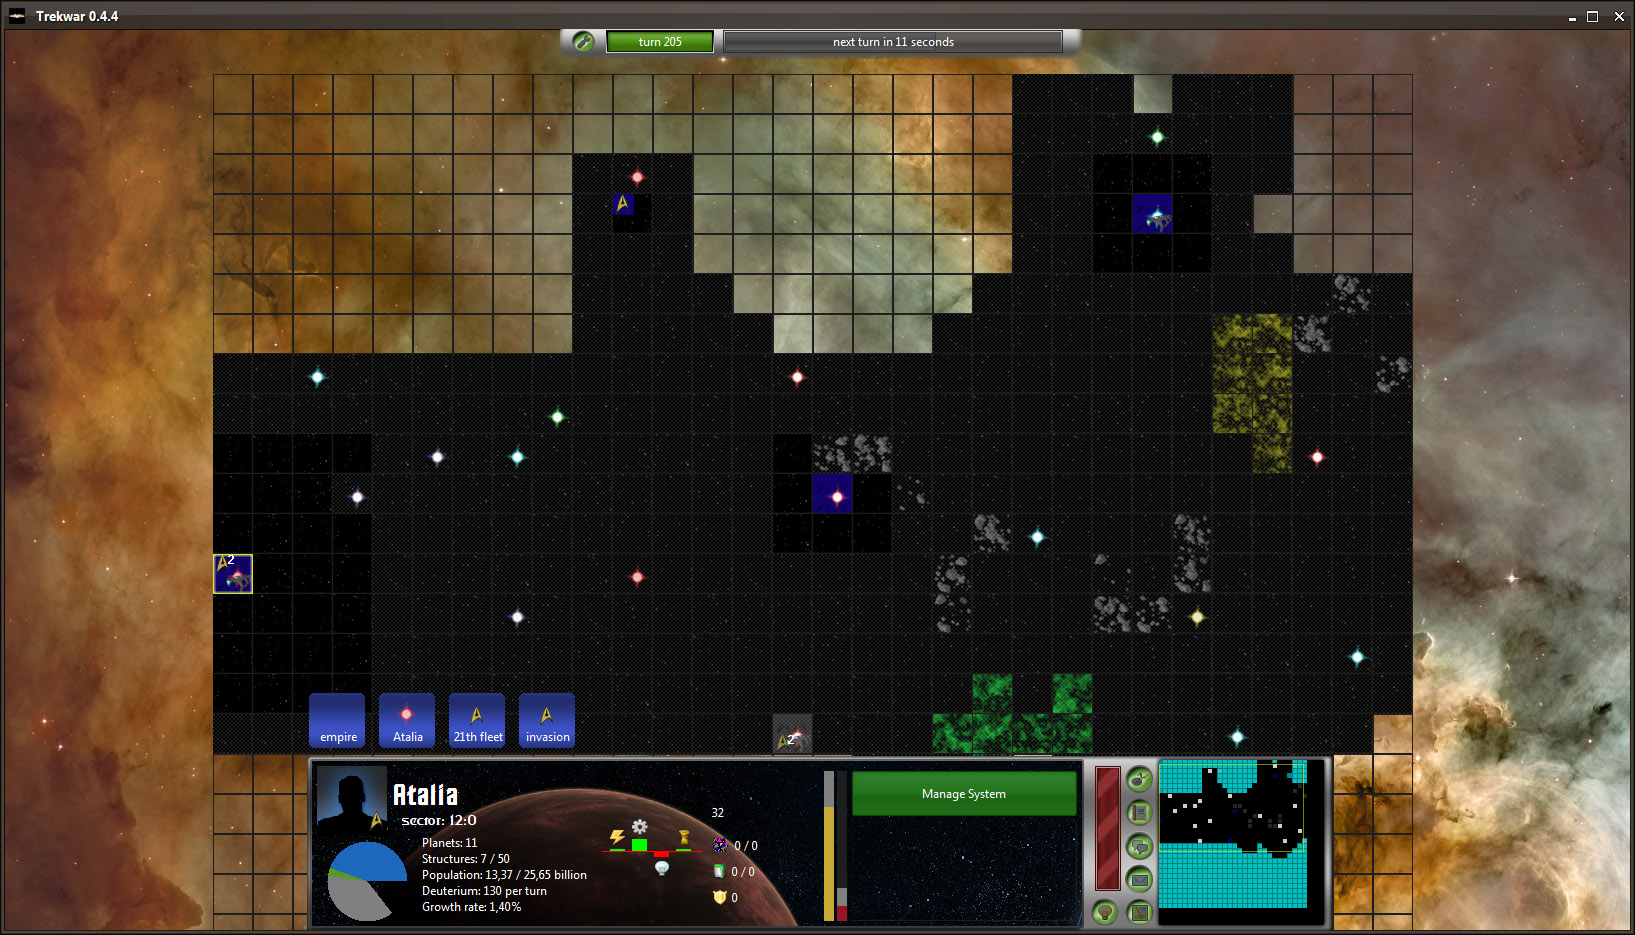 Trekwar 0.4.4
turn 205
next turn in 11 seconds
2
2
empire
Atalia
21th fleet
invasion
Atalia
sector: 12:0
Planets: 11
Structures: 7 / 50
Population: 13,37 / 25,65 billion
Deuterium: 130 per turn
Growth rate: 1,40%
32
0 / 0
0 / 0
0
Manage System